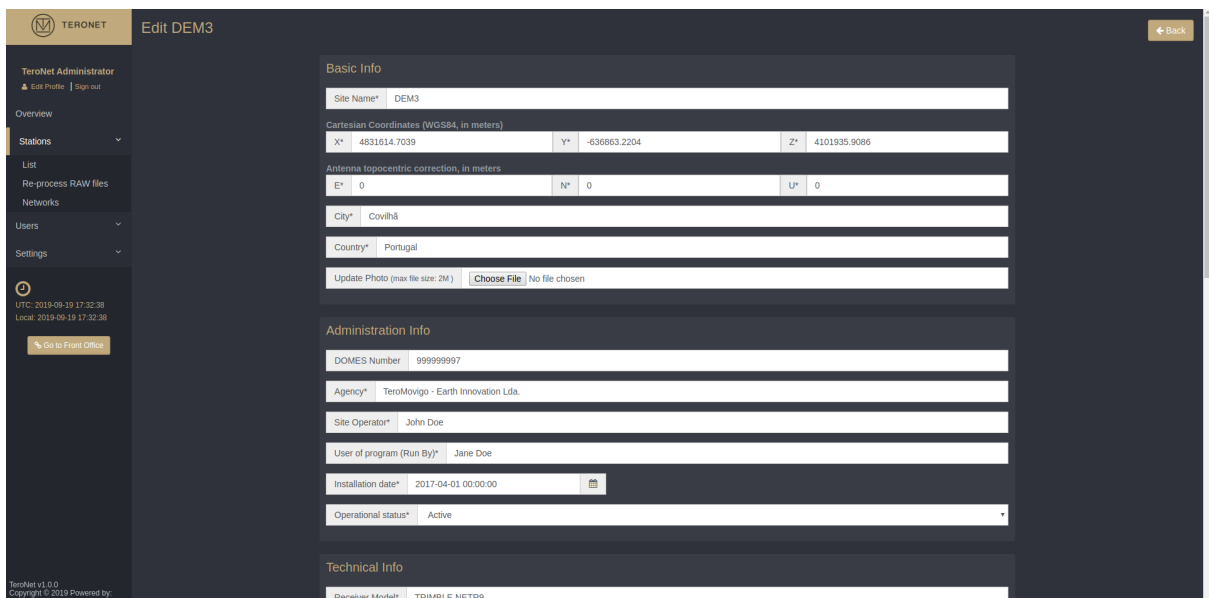 TERONET
Edit DEM3
Back
TeroNet Administrator
Edit Profile | Sign out
Overview
Stations
List
Re-process RAW files
Networks
Users
Settings
UTC: 2019-09-19 17:32:38
Local: 2019-09-19 17:32:38
Go to Front Office
TeroNet v1.0.0
Copyright © 2019 Powered by:
Basic Info
Site Name* DEM3
Cartesian Coordinates (WGS84, in meters)
X* 4831614.7039 Y* -636863.2204 Z* 4101935.9086
Antenna topocentric correction, in meters
E* 0 N* 0 U* 0
City* Covilhã
Country* Portugal
Update Photo (max file size: 2M ) Choose File No file chosen
Administration Info
DOMES Number 999999997
Agency* TeroMovigo - Earth Innovation Lda.
Site Operator* John Doe
User of program (Run By)* Jane Doe
Installation date* 2017-04-01 00:00:00
Operational status* Active
Technical Info
Receiver Model* TRIMBLE NETR9